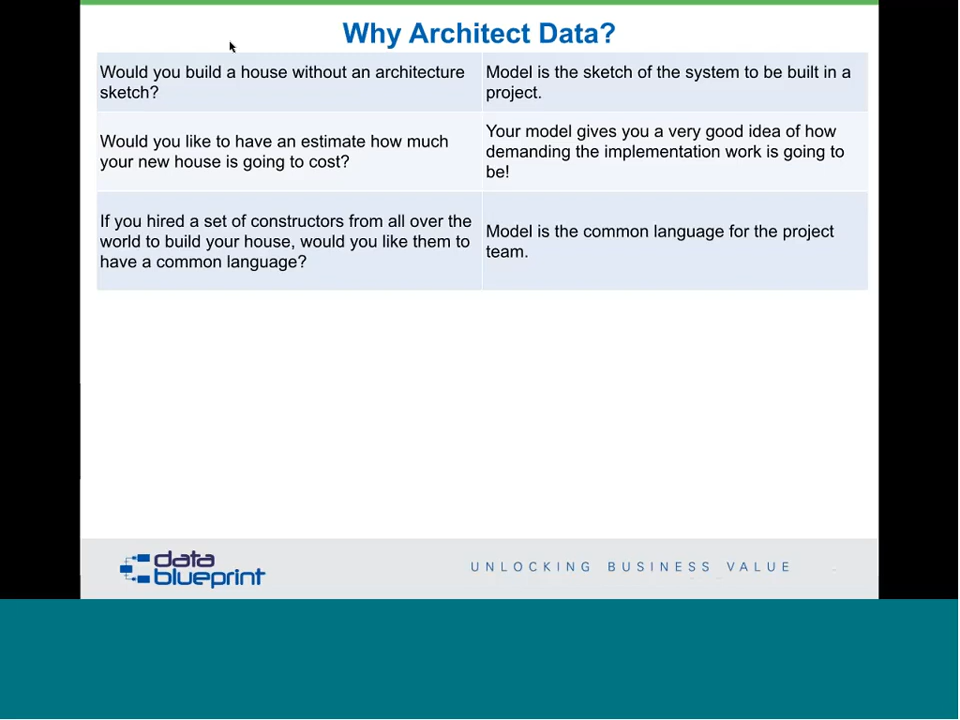 Why Architect Data?
Would you build a house without an architecture
sketch?
Model is the sketch of the system to be built in a
project.
Would you like to have an estimate how much
your new house is going to cost?
Your model gives you a very good idea of how
demanding the implementation work is going to
be!
If you hired a set of constructors from all over the
world to build your house, would you like them to
have a common language?
Model is the common language for the project
team.
data
blueprint
UNLOCKING BUSINESS VALUE